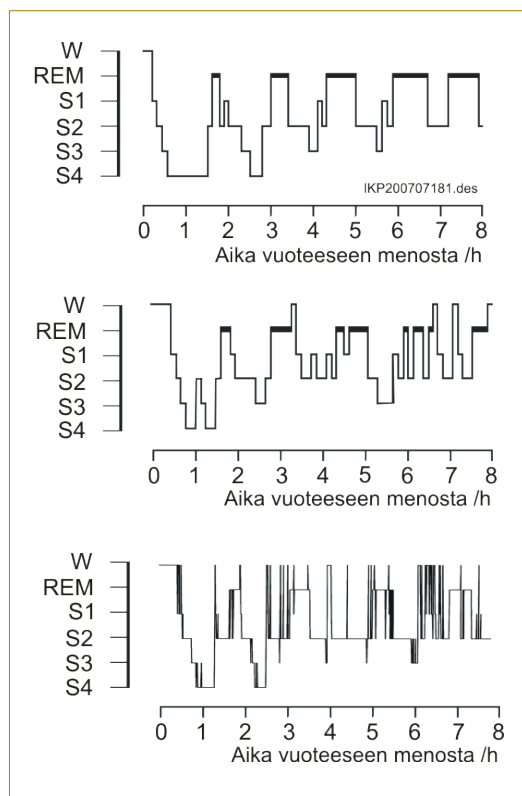 W
REM
S1
S2
S3
S4
IKP200707181.des
0 1 2 3 4 5 6 7 8
Aika vuoteeseen menosta /h
W
REM
S1
S2
S3
S4
0 1 2 3 4 5 6 7 8
Aika vuoteeseen menosta /h
W
REM
S1
S2
S3
S4
0 1 2 3 4 5 6 7 8
Aika vuoteeseen menosta /h